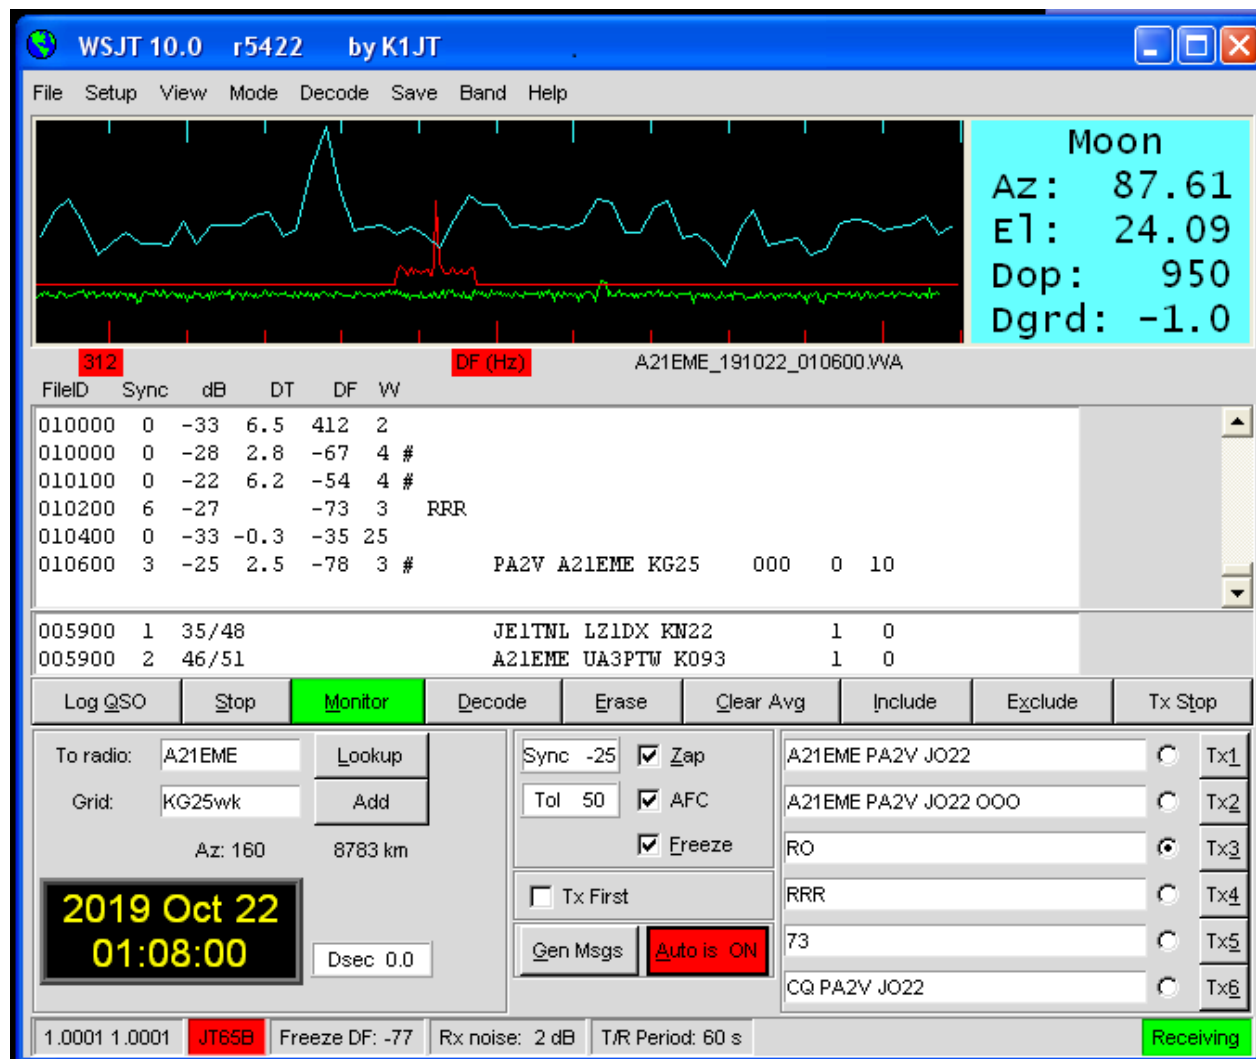 WSJT 10.0 r5422 by K1JT
File Setup View Mode Decode Save Band Help
Moon
Az: 87.61
El: 24.09
Dop: 950
Dgrd: -1.0
312 DF (Hz) A21EME_191022_010600.WA
FileID Sync dB DT DF W
010000 0 -33 6.5 412 2
010000 0 -28 2.8 -67 4 #
010100 0 -22 6.2 -54 4 #
010200 6 -27 -73 3 RRR
010400 0 -33 -0.3 -35 25
010600 3 -25 2.5 -78 3 # PA2V A21EME KG25 OOO 0 10
005900 1 35/48 JE1TNL LZ1DX KN22 1 0
005900 2 46/51 A21EME UA3PTW KO93 1 0
Log QSO Stop Monitor Decode Erase Clear Avg Include Exclude Tx Stop
To radio: A21EME Lookup Sync -25 Zap A21EME PA2V JO22 Tx1
Grid: KG25wk Add Tol 50 AFC A21EME PA2V JO22 OOO Tx2
Az: 160 8783 km Freeze RO Tx3
2019 Oct 22 Tx First RRR Tx4
01:08:00 Dsec 0.0 Gen Msgs Auto is ON 73 Tx5
CQ PA2V JO22 Tx6
1.0001 1.0001 JT65B Freeze DF: -77 Rx noise: 2 dB T/R Period: 60 s Receiving